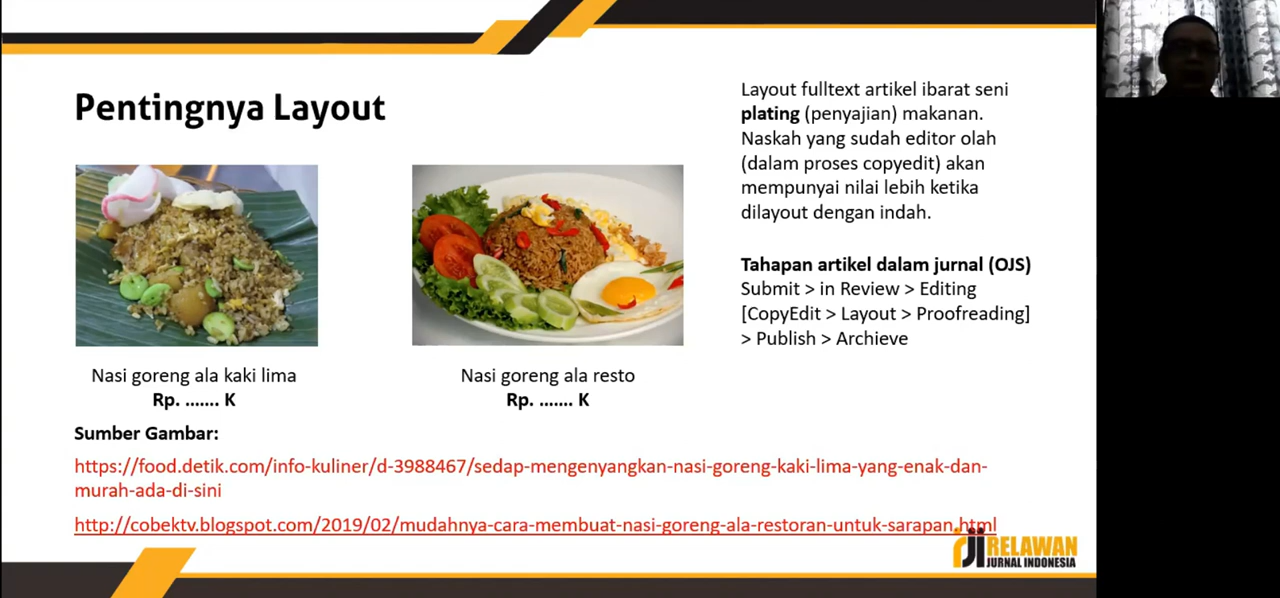 Pentingnya Layout
Nasi goreng ala kaki lima
Rp. ....... K
Nasi goreng ala resto
Rp. ....... K
Sumber Gambar:
https://food.detik.com/info-kuliner/d-3988467/sedap-mengenyangkan-nasi-goreng-kaki-lima-yang-enak-dan-
murah-ada-di-sini
http://cobektv.blogspot.com/2019/02/mudahnya-cara-membuat-nasi-goreng-ala-restoran-untuk-sarapan.html
Layout fulltext artikel ibarat seni
plating (penyajian) makanan.
Naskah yang sudah editor olah
(dalam proses copyedit) akan
mempunyai nilai lebih ketika
dilayout dengan indah.
Tahapan artikel dalam jurnal (OJS)
Submit > in Review > Editing
[CopyEdit > Layout > Proofreading]
> Publish > Archieve
rji RELAWAN
JURNAL INDONESIA